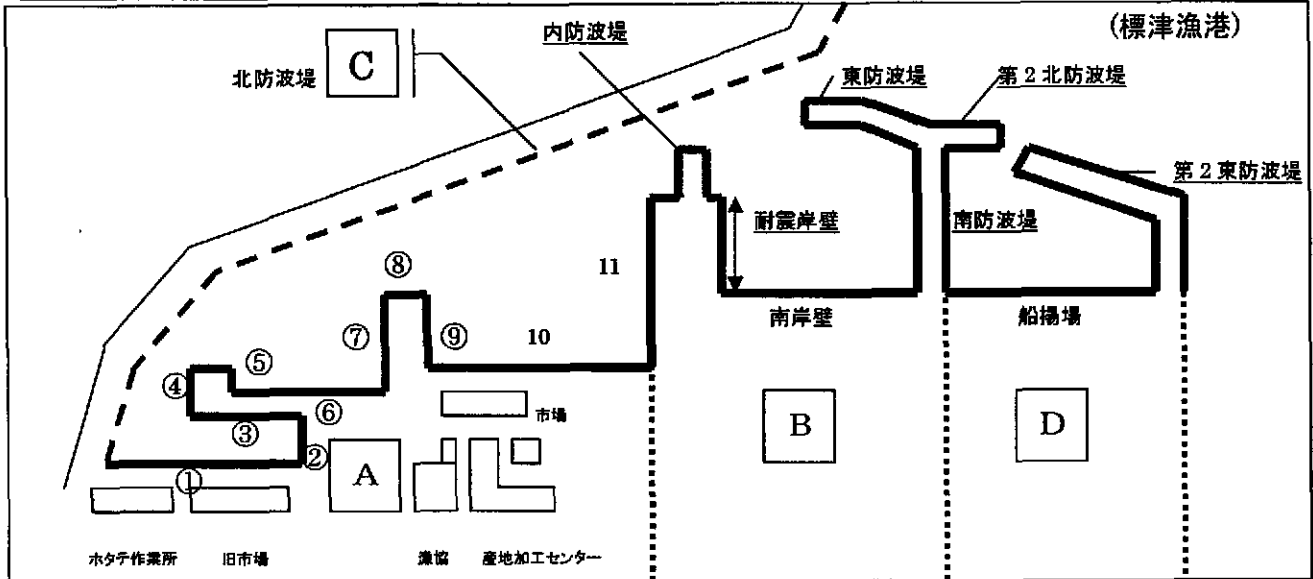 (標津漁港)
内防波堤
北防波堤
C
東防波堤
第2北防波堤
第2東防波堤
耐震岸壁
南防波堤
⑧
11
南岸壁
船揚場
⑦
⑨
10
⑤
④
⑥
市場
③
B
D
②
A
①
ホタテ作業所
旧市場
漁協
産地加工センター